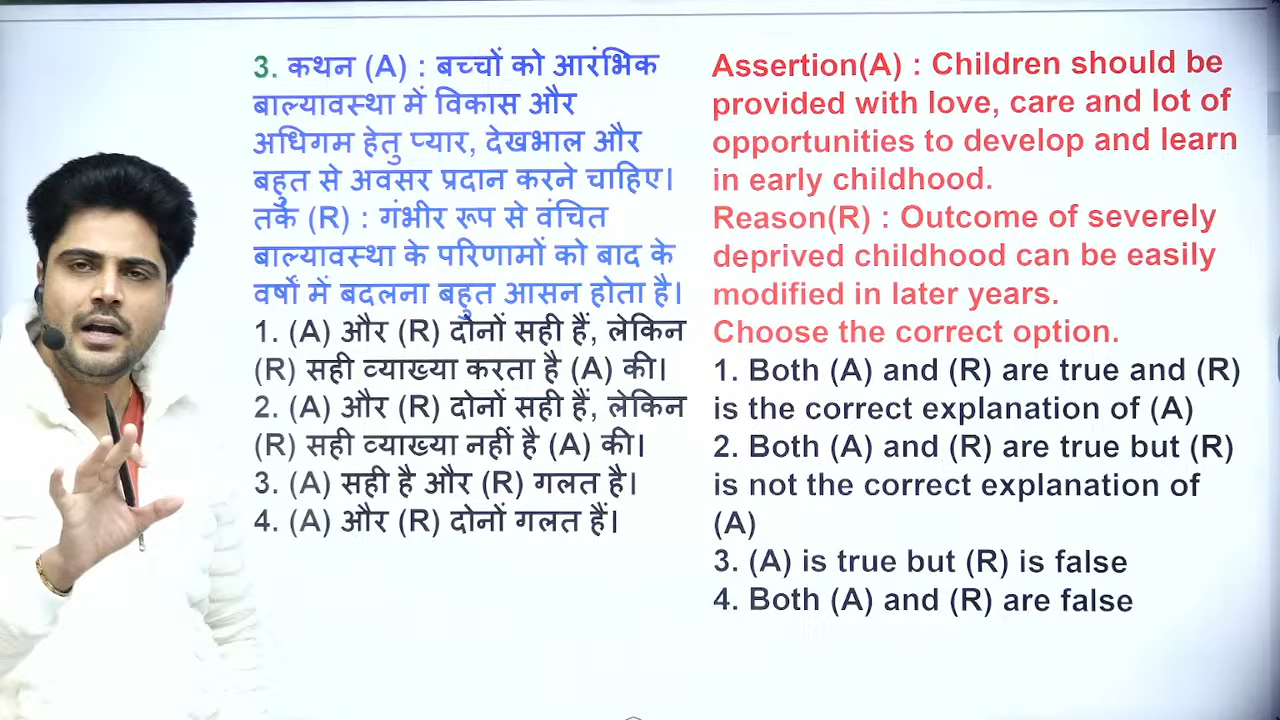 3. कथन (A) : बच्चों को आरंभिक
बाल्यावस्था में विकास और
अधिगम हेतु प्यार, देखभाल और
बहुत से अवसर प्रदान करने चाहिए।
तर्क (R) : गंभीर रूप से वंचित
बाल्यावस्था के परिणामों को बाद के
वर्षों में बदलना बहुत आसन होता है।
1. (A) और (R) दोनों सही हैं, लेकिन
(R) सही व्याख्या करता है (A) की।
2. (A) और (R) दोनों सही हैं, लेकिन
(R) सही व्याख्या नहीं है (A) की।
3. (A) सही है और (R) गलत है।
4. (A) और (R) दोनों गलत हैं।
Assertion(A) : Children should be
provided with love, care and lot of
opportunities to develop and learn
in early childhood.
Reason(R) : Outcome of severely
deprived childhood can be easily
modified in later years.
Choose the correct option.
1. Both (A) and (R) are true and (R)
is the correct explanation of (A)
2. Both (A) and (R) are true but (R)
is not the correct explanation of
(A)
3. (A) is true but (R) is false
4. Both (A) and (R) are false